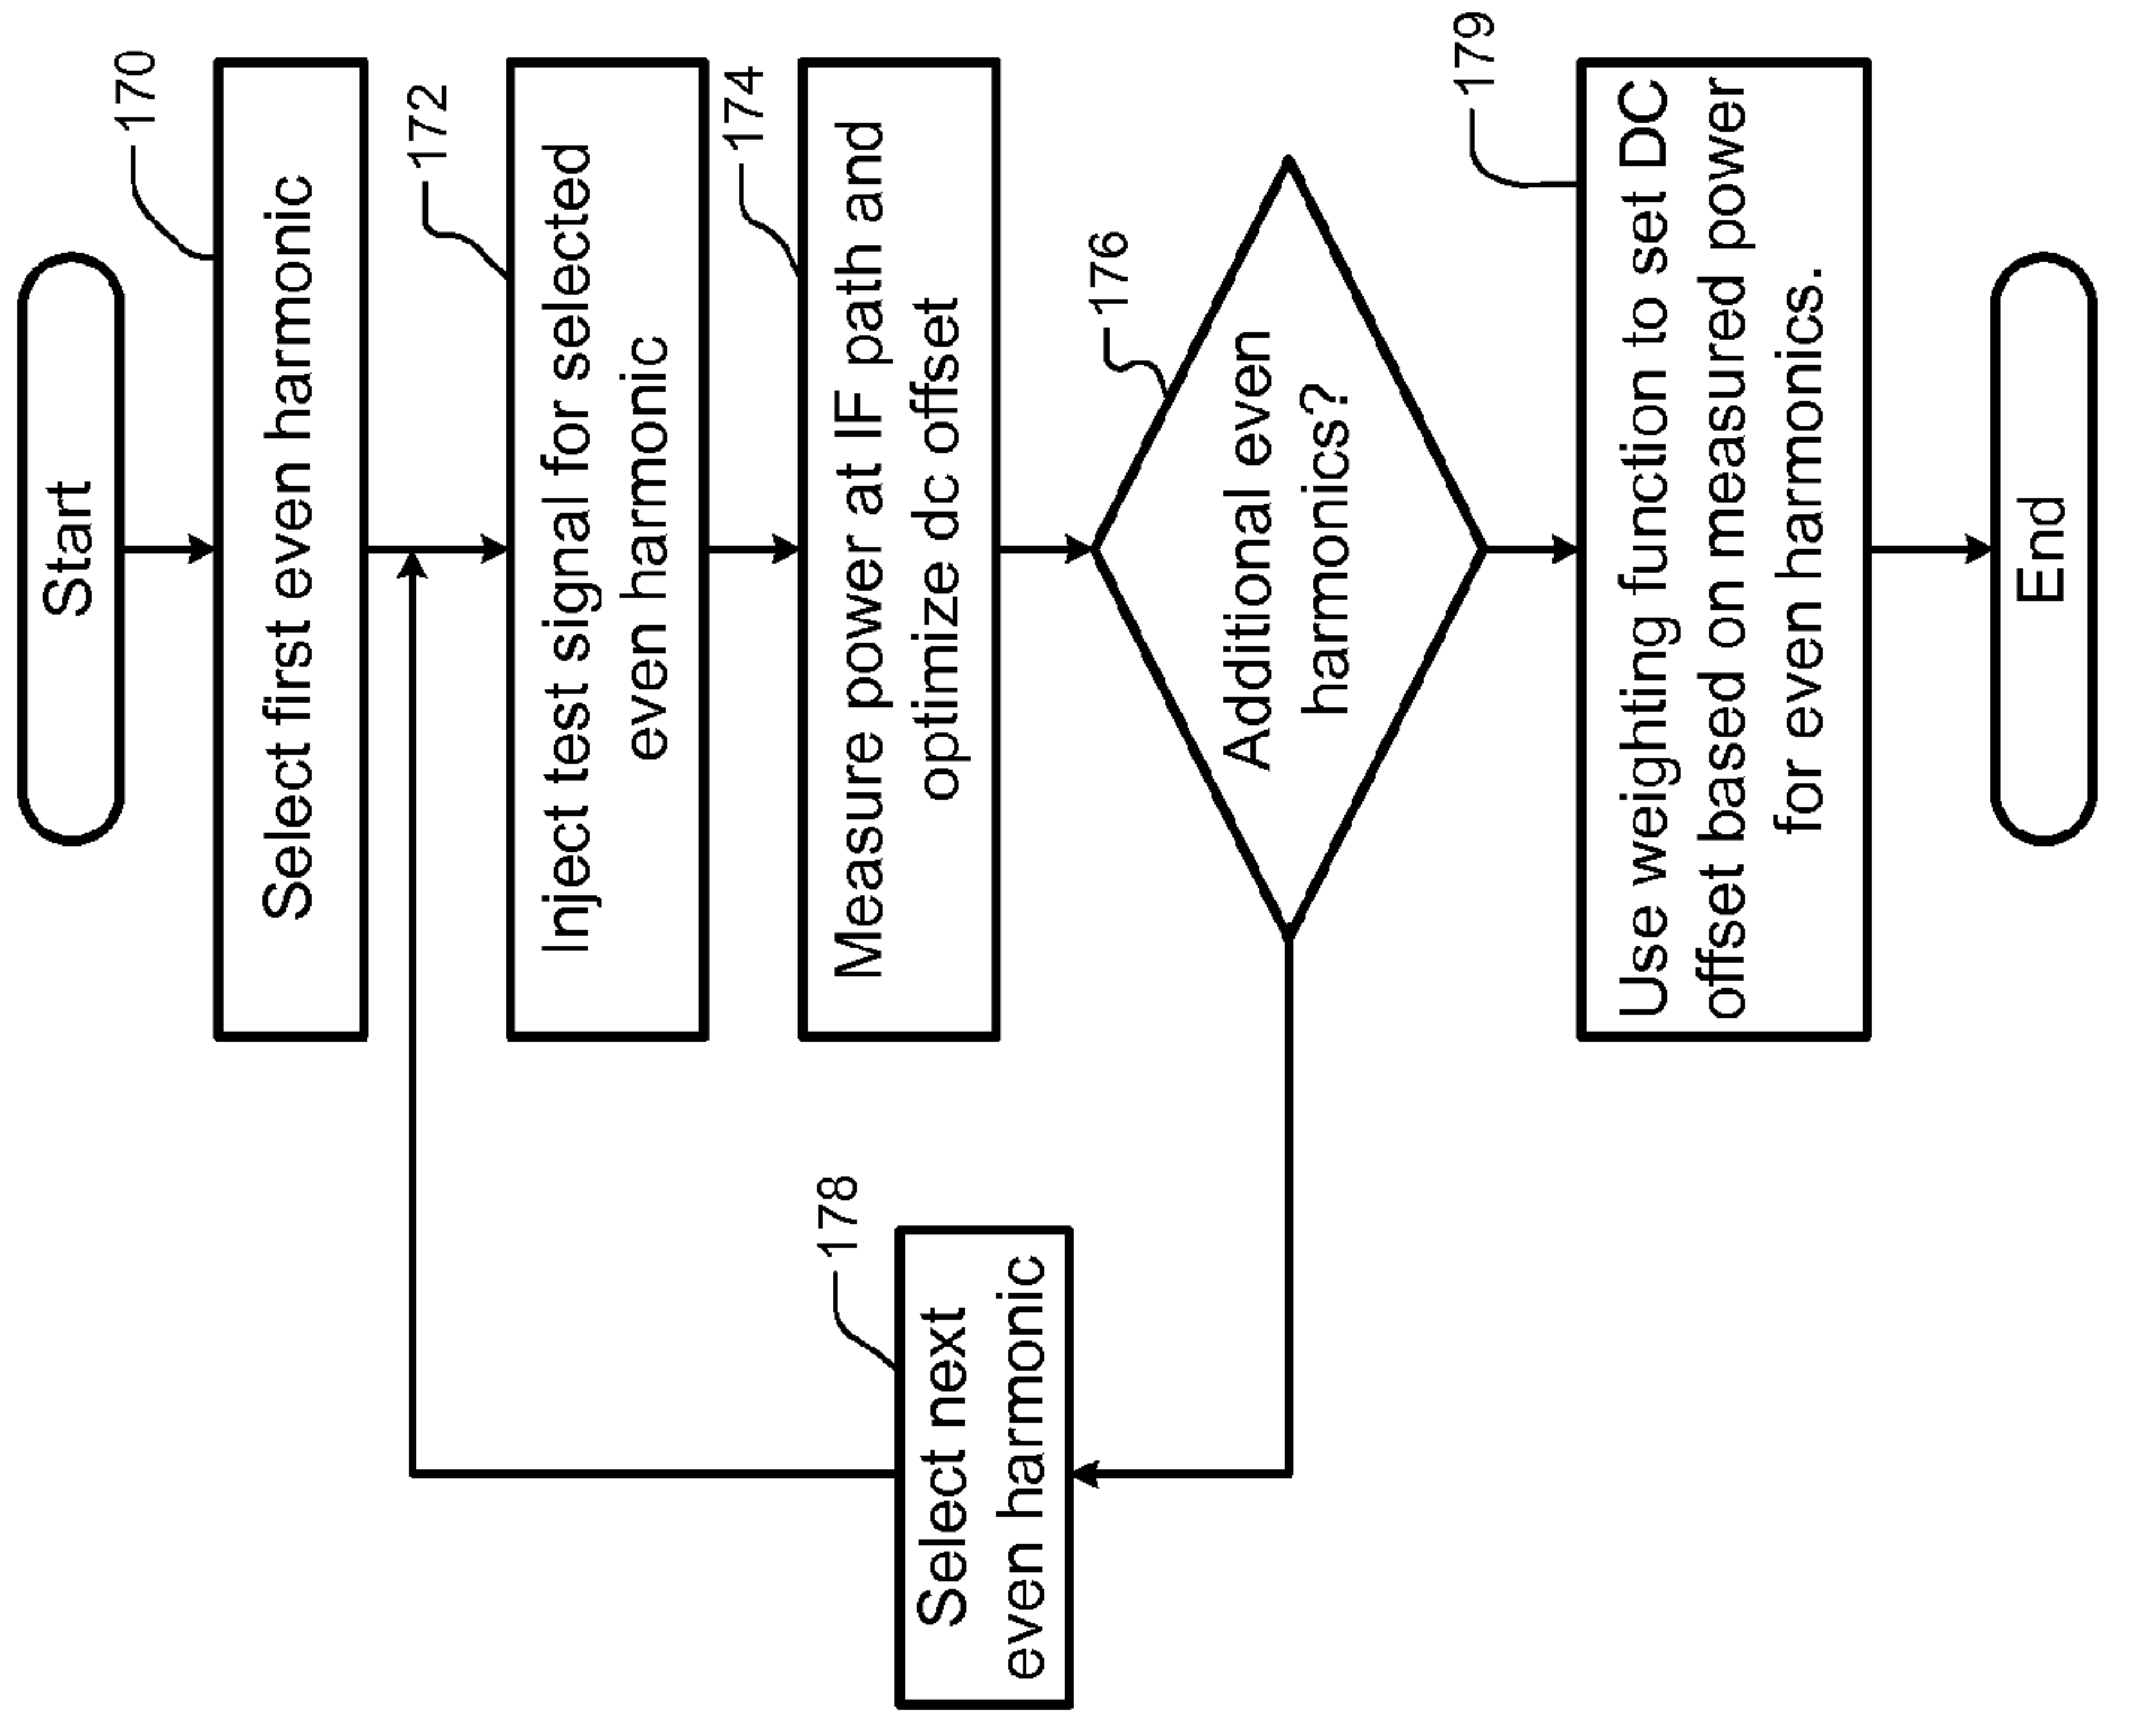 Start
170
Select first even harmonic
172
Inject test signal for selected
even harmonic
174
Measure power at IF path and
optimize dc offset
176
Additional even
harmonics?
178
Select next
even harmonic
179
Use weighting function to set DC
offset based on measured power
for even harmonics.
End